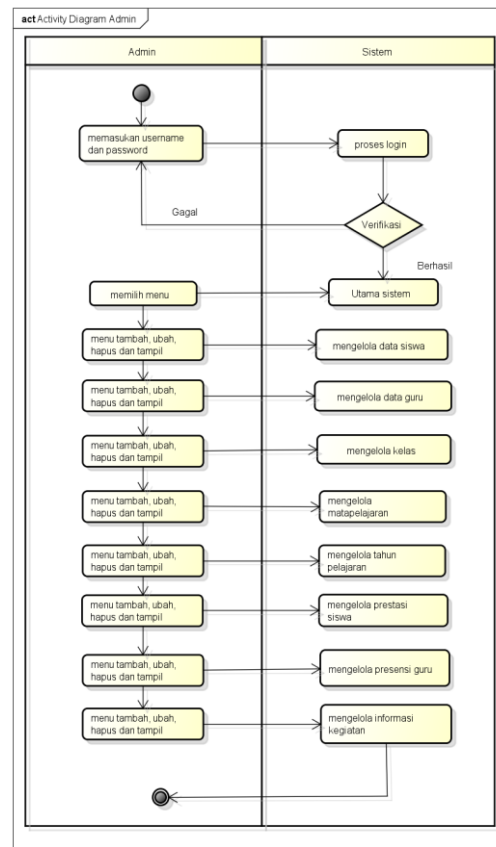 act Activity Diagram Admin
Admin
Sistem
memasukan username
dan password
proses login
Gagal
Verifikasi
Berhasil
memilih menu
Utama sistem
menu tambah, ubah,
hapus dan tampil
mengelola data siswa
menu tambah, ubah,
hapus dan tampil
mengelola data guru
menu tambah, ubah,
hapus dan tampil
mengelola kelas
menu tambah, ubah,
hapus dan tampil
mengelola
matapelajaran
menu tambah, ubah,
hapus dan tampil
mengelola tahun
pelajaran
menu tambah, ubah,
hapus dan tampil
mengelola prestasi
siswa
menu tambah, ubah,
hapus dan tampil
mengelola presensi guru
menu tambah, ubah,
hapus dan tampil
mengelola informasi
kegiatan